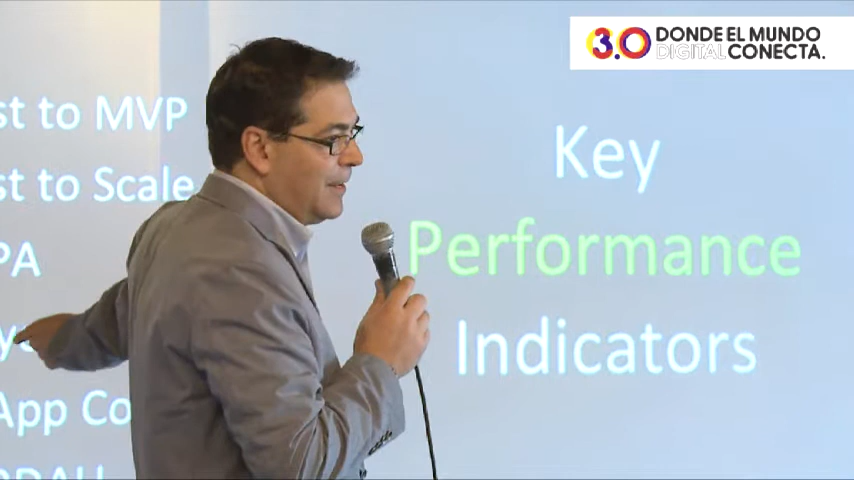 3.0 DONDE EL MUNDO
DIGITAL CONECTA.
st to MVP
st to Scale
PA
App Co
Key
Performance
Indicators